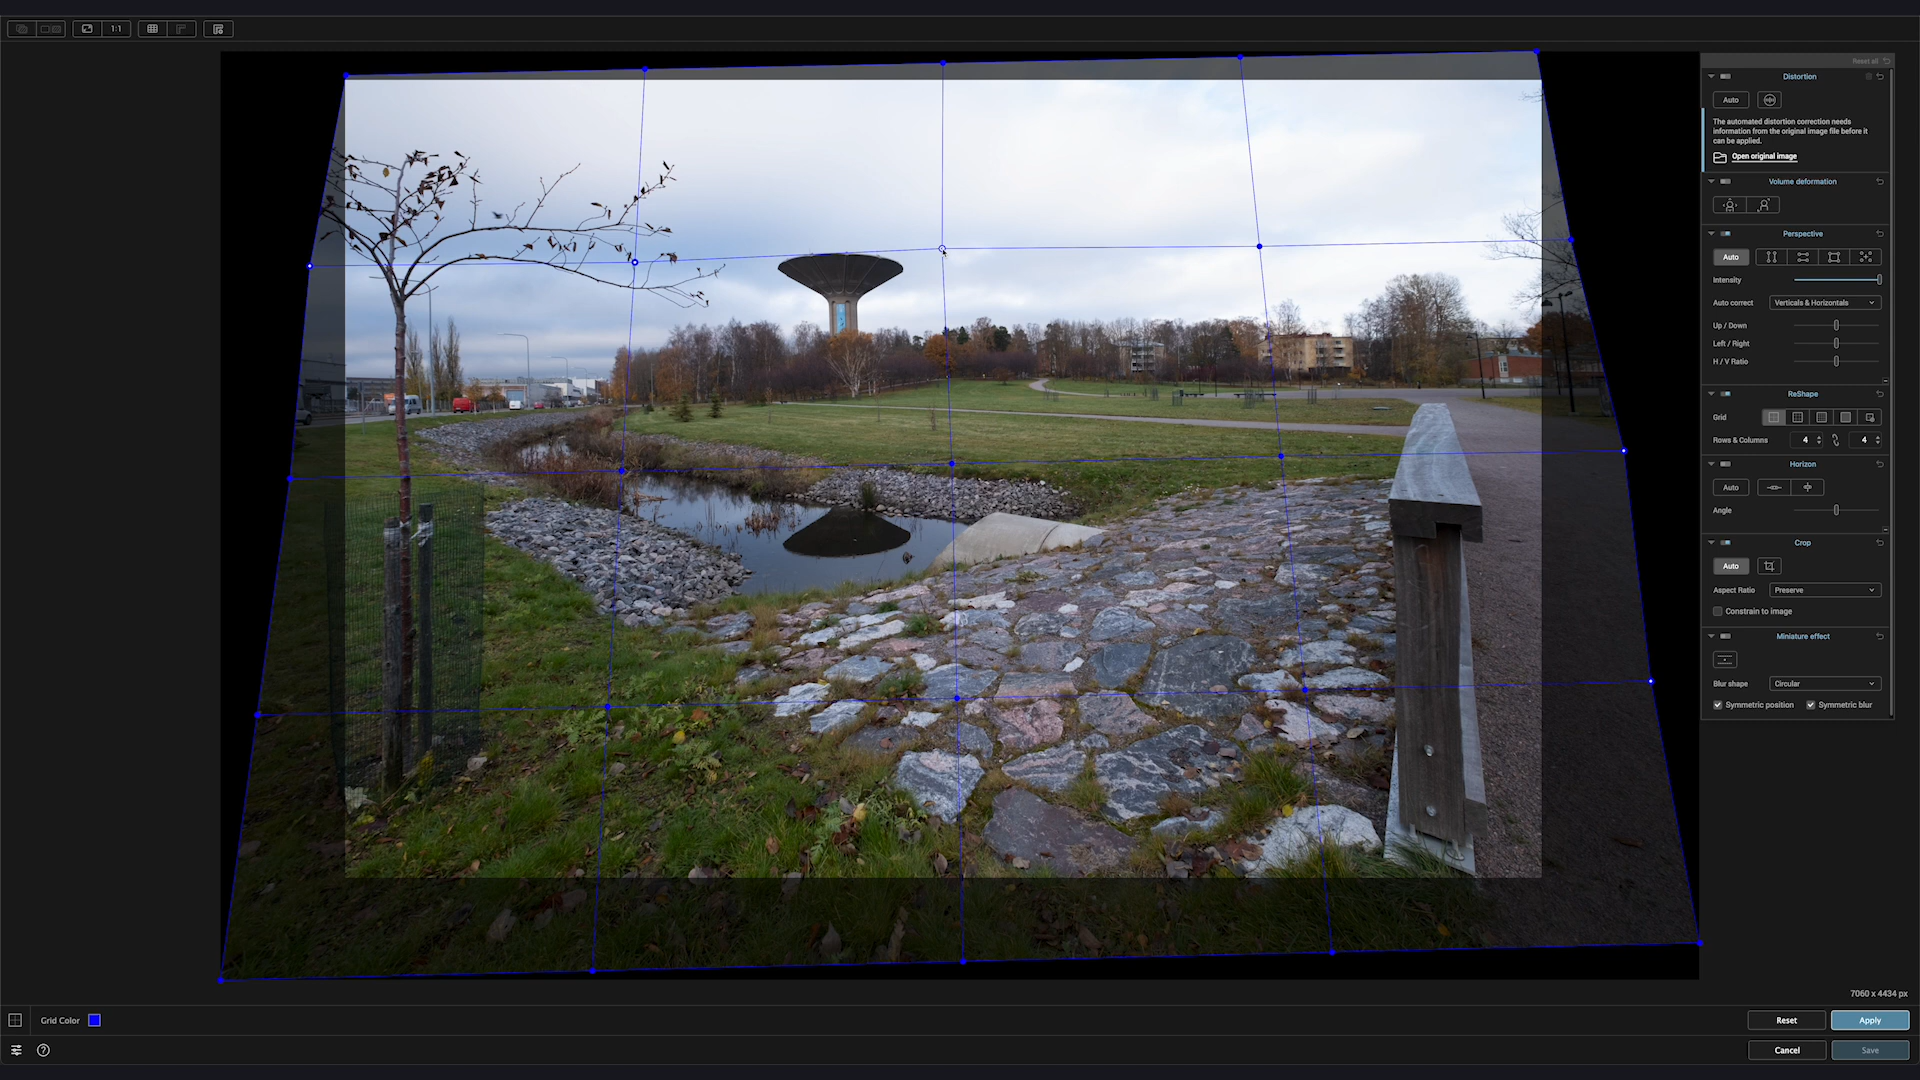 1:1
Reset all
Distortion
Auto
The automated distortion correction needs
information from the original image file before it
can be applied.
Open original image
Volume deformation
Perspective
Auto
Intensity
Auto correct Verticals & Horizontals
Up / Down
Left / Right
H / V Ratio
ReShape
Grid
Rows & Columns 4 4
Horizon
Auto
Angle
Crop
Auto
Aspect Ratio Preserve
Constrain to image
Miniature effect
Blur shape Circular
Symmetric position Symmetric blur
7060 x 4434 px
Grid Color
Reset Apply
Cancel Save